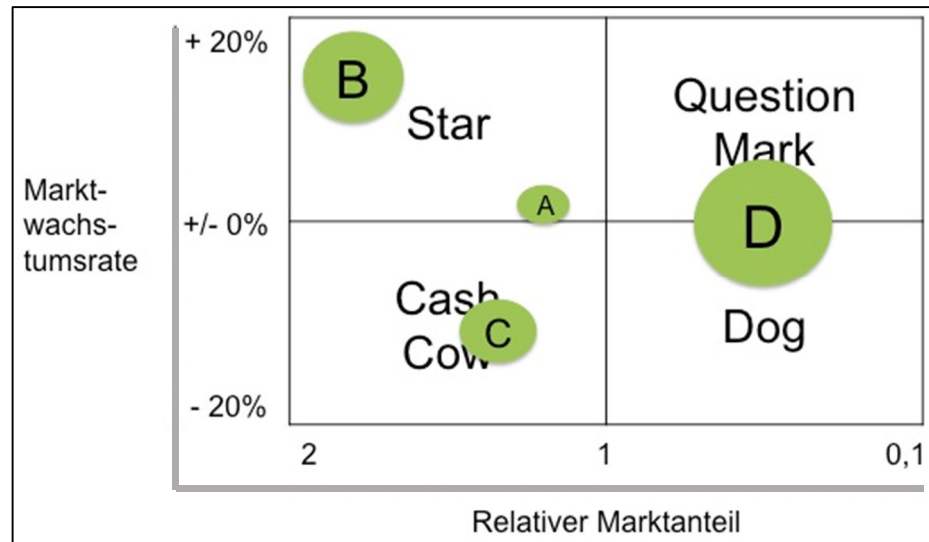 + 20%
B
Star
Question
Mark
Markt-
wachs-
tumsrate
A
+/- 0%
D
Cash
Cow
C
Dog
- 20%
2
1
0,1
Relativer Marktanteil